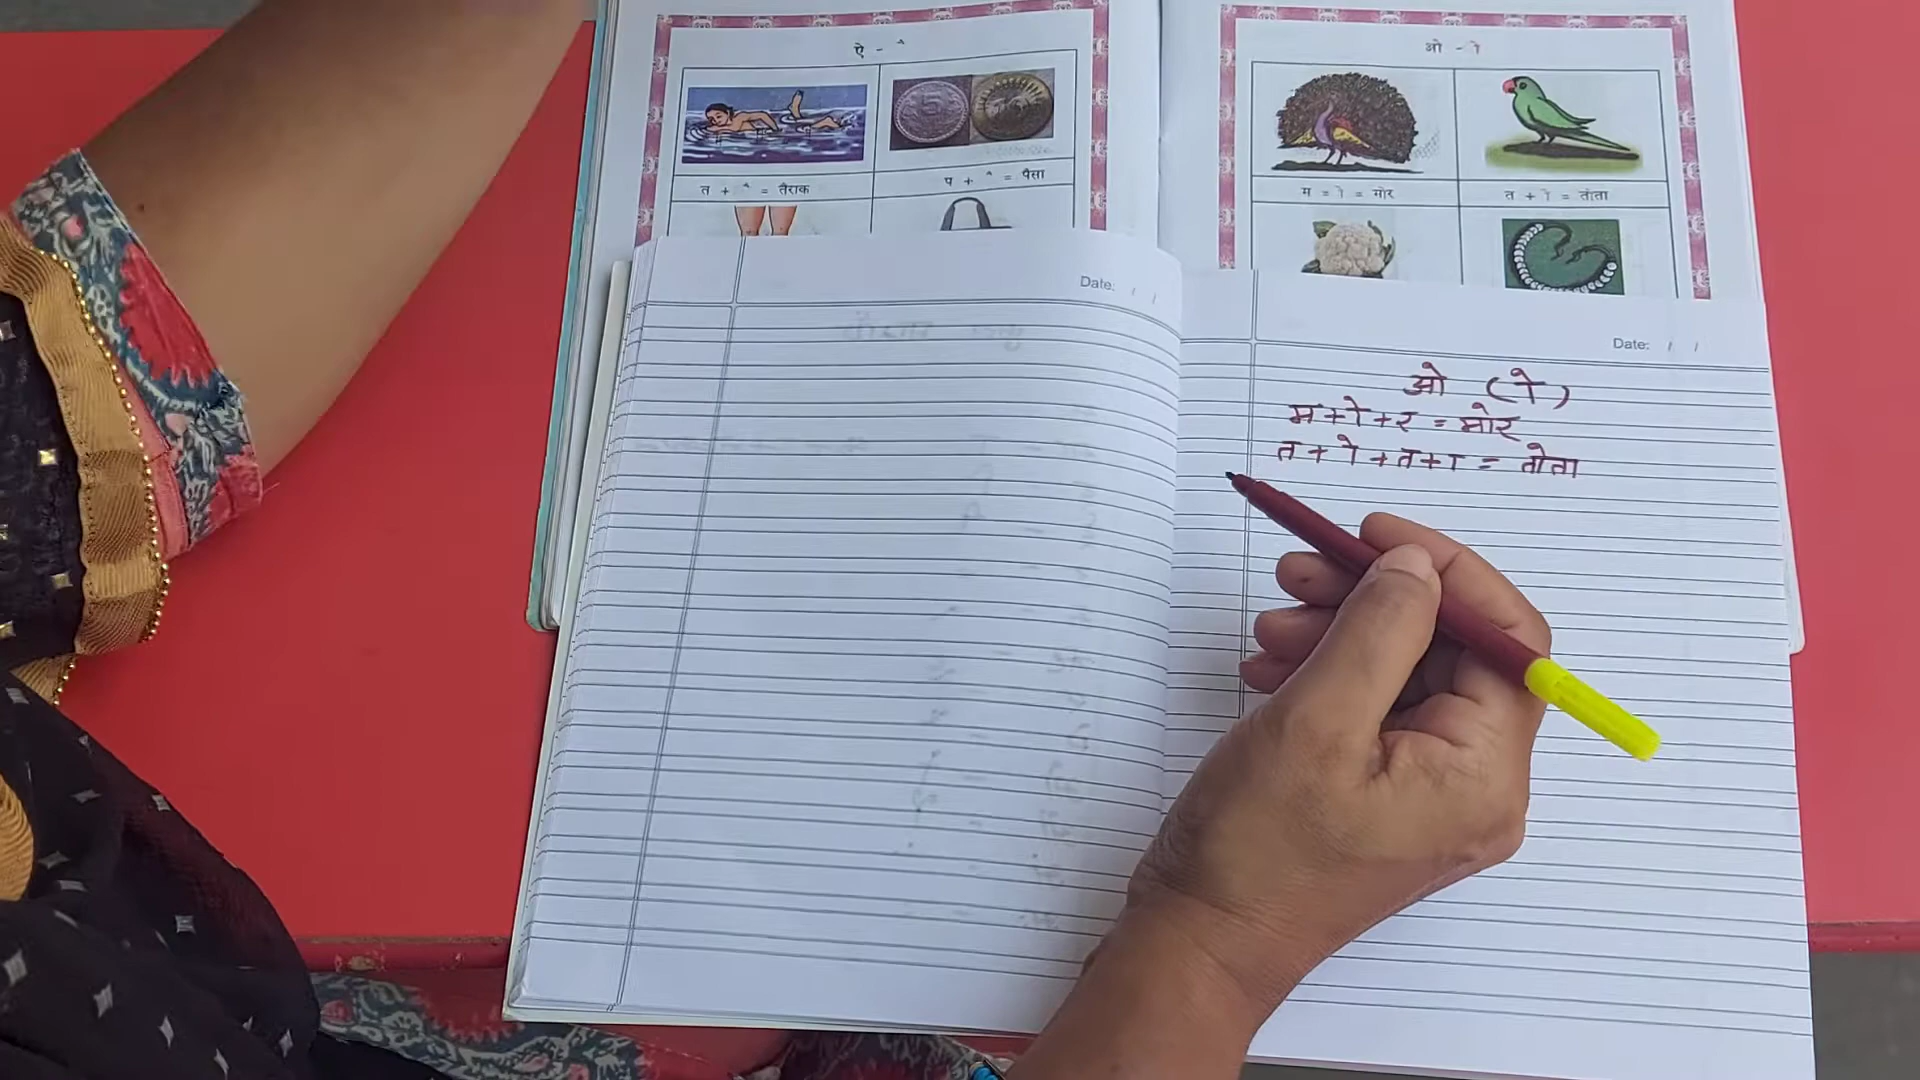 ऐ - ै
त + ै = तैराक
प + ै = पैसा
ओ - ो
म = ो = मोर
त + ो = तोता
Date: / /
Date: / /
ओ (ो)
म+ो+र = मोर
त+ो+त+ा = तोता